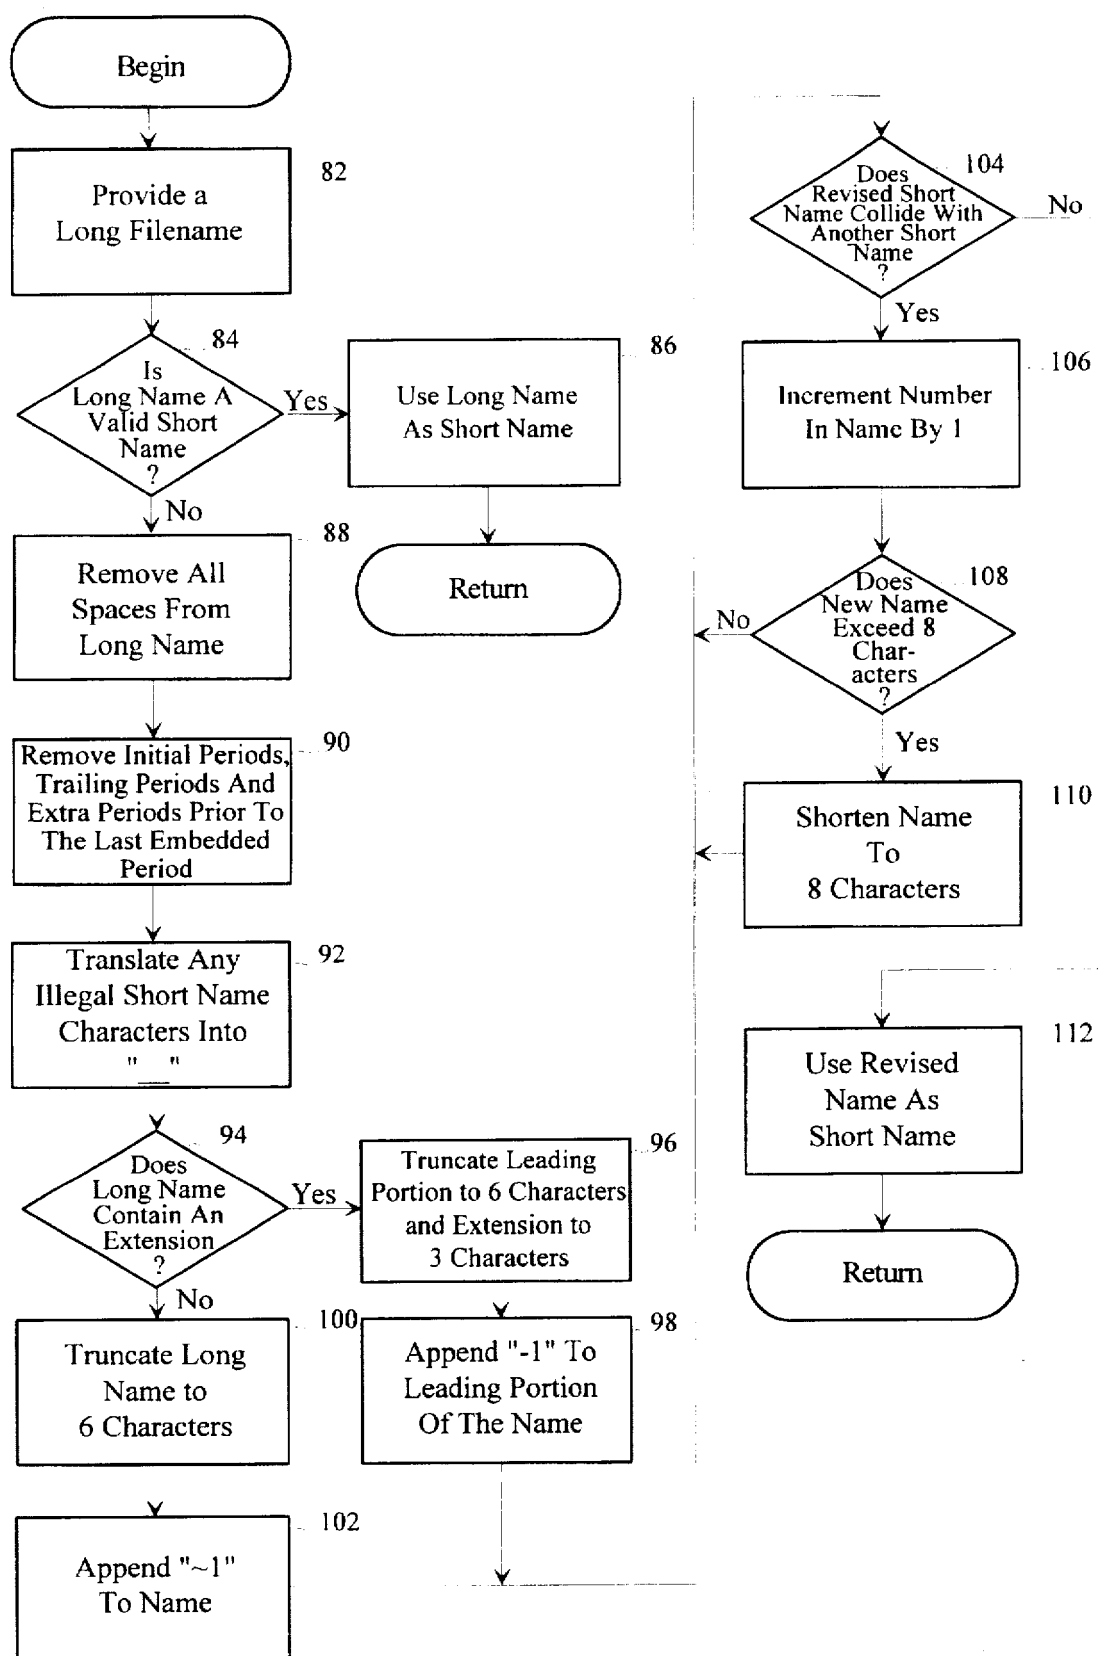 Begin
82
Provide a
Long Filename
84
Is
Long Name A
Valid Short
Name
?
Yes
86
Use Long Name
As Short Name
Return
No
88
Remove All
Spaces From
Long Name
90
Remove Initial Periods,
Trailing Periods And
Extra Periods Prior To
The Last Embedded
Period
92
Translate Any
Illegal Short Name
Characters Into
"_"
94
Does
Long Name
Contain An
Extension
?
Yes
96
Truncate Leading
Portion to 6 Characters
and Extension to
3 Characters
98
Append "-1" To
Leading Portion
Of The Name
No
100
Truncate Long
Name to
6 Characters
102
Append "~1"
To Name
104
Does
Revised Short
Name Collide With
Another Short
Name
?
No
Yes
106
Increment Number
In Name By 1
108
Does
New Name
Exceed 8
Char-
acters
?
No
Yes
110
Shorten Name
To
8 Characters
112
Use Revised
Name As
Short Name
Return